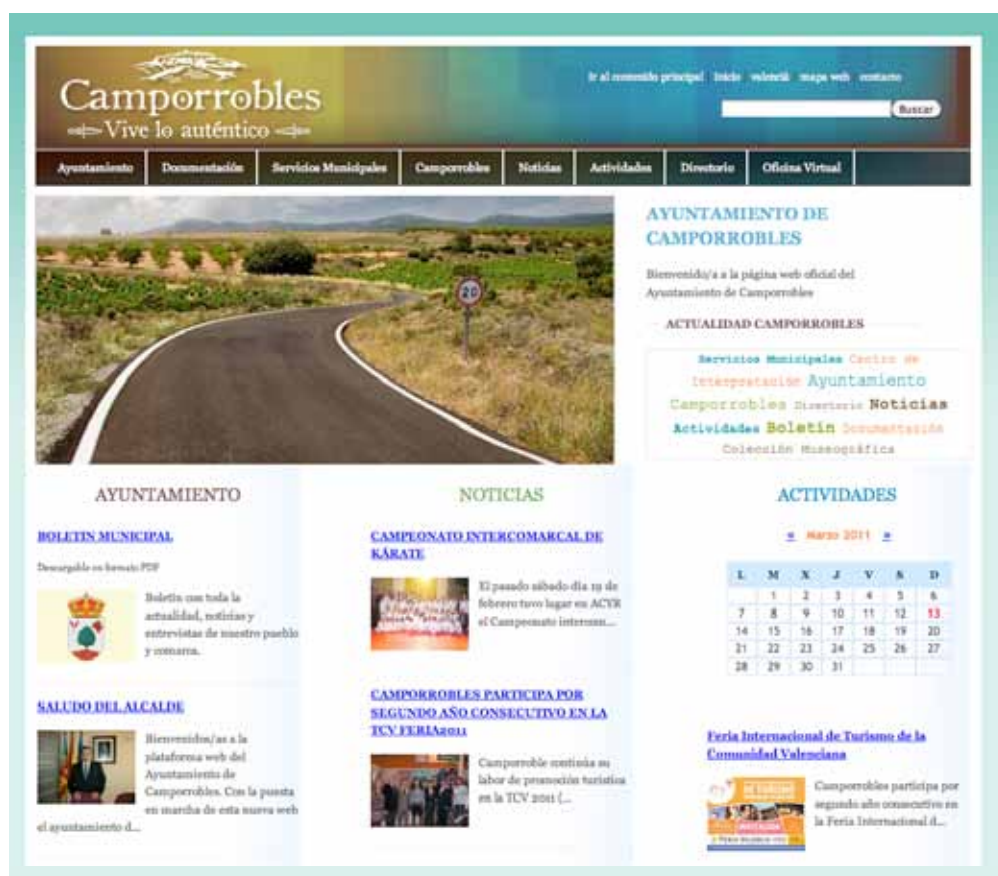 Camporrobles
Vive lo auténtico
Ir al contenido principal Inicio valencià mapa web contacto
Buscar
Ayuntamiento Documentación Servicios Municipales Camporrobles Noticias Actividades Directorio Oficina Virtual
20
AYUNTAMIENTO DE
CAMPORROBLES
Bienvenido/a a la página web oficial del
Ayuntamiento de Camporrobles
ACTUALIDAD CAMPORROBLES
Servicios Municipales Centro de
Interpretación Ayuntamiento
Camporrobles Directorio Noticias
Actividades Boletín Documentación
Colección Museográfica
AYUNTAMIENTO
BOLETIN MUNICIPAL
Descargable en formato PDF
Boletín con toda la
actualidad, noticias y
entrevistas de nuestro pueblo
y comarca.
SALUDO DEL ALCALDE
Bienvenidos/as a la
plataforma web del
Ayuntamiento de
Camporrobles. Con la puesta
en marcha de esta nueva web
el ayuntamiento d...
NOTICIAS
CAMPEONATO INTERCOMARCAL DE
KÁRATE
El pasado sábado dia 19 de
febrero tuvo lugar en ACYR
el Campeonato intercom...
CAMPORROBLES PARTICIPA POR
SEGUNDO AÑO CONSECUTIVO EN LA
TCV FERIA2011
Camporroble continúa su
labor de promoción turística
en la TCV 2011 (...
ACTIVIDADES
« Marzo 2011 »
L M X J V S D
1 2 3 4 5 6
7 8 9 10 11 12 13
14 15 16 17 18 19 20
21 22 23 24 25 26 27
28 29 30 31
Feria Internacional de Turismo de la
Comunidad Valenciana
Camporrobles participa por
segundo año consecutivo en
la Feria Internacional d...
DE TURISMO